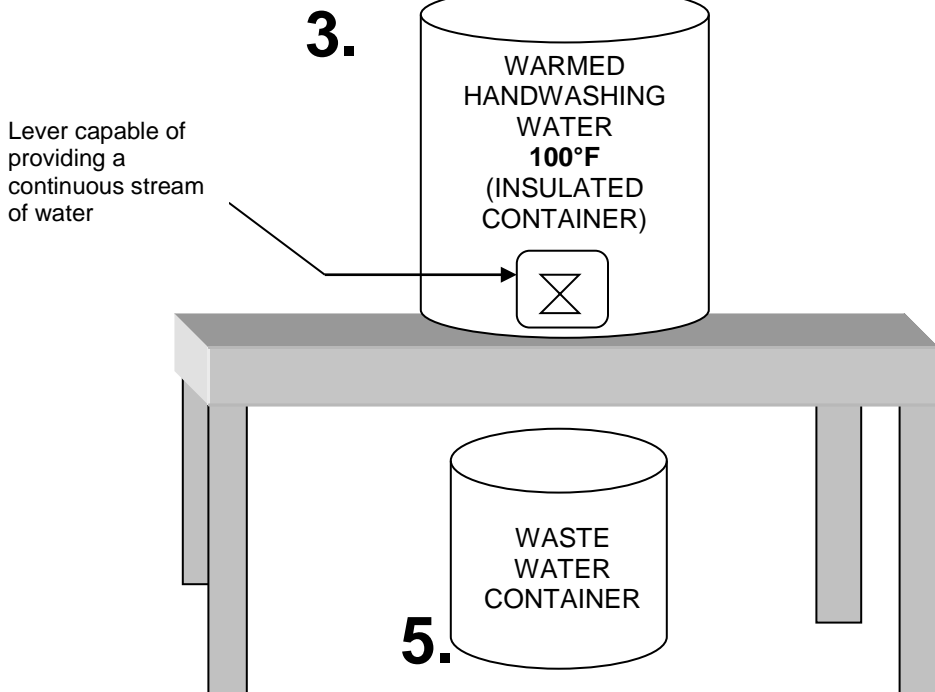 3.
WARMED
HANDWASHING
WATER
100°F
(INSULATED
CONTAINER)
Lever capable of
providing a
continuous stream
of water
WASTE
WATER
CONTAINER
5.